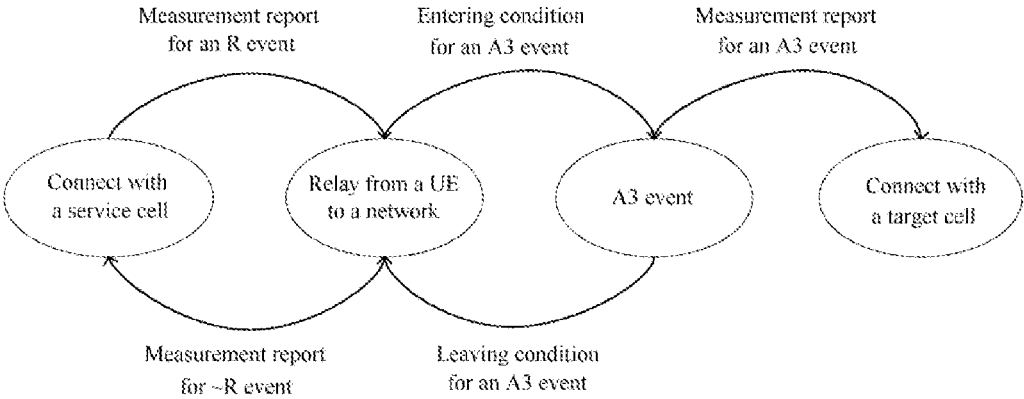 Measurement report
for an R event
Entering condition
for an A3 event
Measurement report
for an A3 event
Connect with
a service cell
Relay from a UE
to a network
A3 event
Connect with
a target cell
Measurement report
for ~R event
Leaving condition
for an A3 event